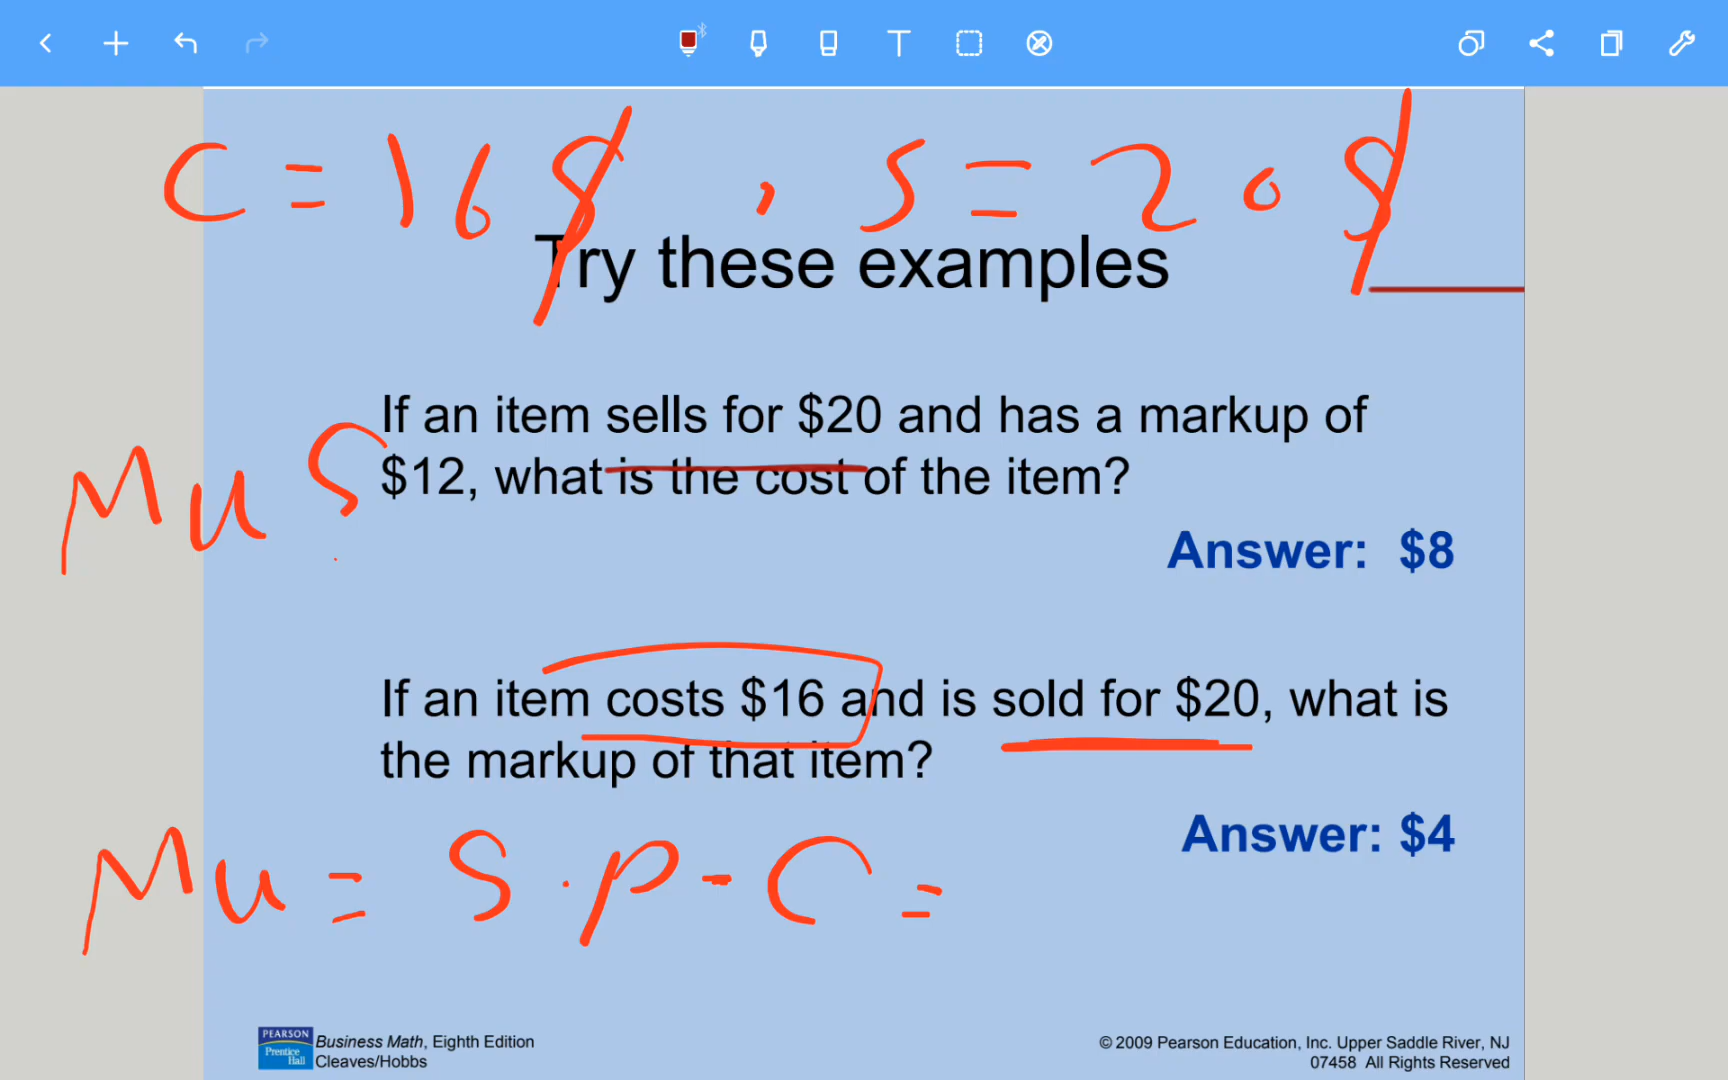 C = 16 $ , S = 20 $
Try these examples
If an item sells for $20 and has a markup of
$12, what is the cost of the item?
Mu S
Answer: $8
If an item costs $16 and is sold for $20, what is
the markup of that item?
Answer: $4
Mu = S.P - C =
PEARSON
Prentice
Hall
Business Math, Eighth Edition
Cleaves/Hobbs
© 2009 Pearson Education, Inc. Upper Saddle River, NJ
07458 All Rights Reserved